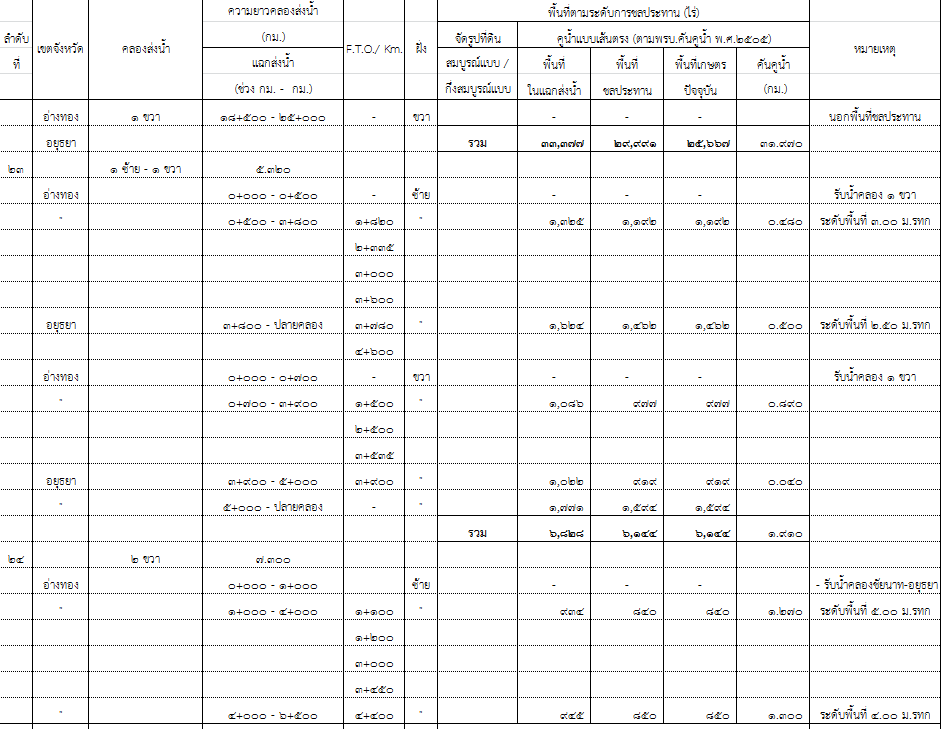 ความยาวคลองส่งน้ำ พื้นที่ตามระดับการชลประทาน (ไร่)
ลำดับ เขตจังหวัด คลองส่งน้ำ (กม.) F.T.O./ Km. ฝั่ง จัดรูปที่ดิน คูน้ำแบบเส้นตรง (ตามพรบ.คันคูน้ำ พ.ศ.๒๕๐๕) หมายเหตุ
ที่ แฉกส่งน้ำ สมบูรณ์แบบ / พื้นที่ พื้นที่ พื้นที่เกษตร คันคูน้ำ
(ช่วง กม. - กม.) กึ่งสมบูรณ์แบบ ในแฉกส่งน้ำ ชลประทาน ปัจจุบัน (กม.)
อ่างทอง ๑ ขวา ๑๘+๕๐๐ - ๒๕+๐๐๐ - ขวา - - - นอกพื้นที่ชลประทาน
อยุธยา รวม ๓๓,๓๗๗ ๒๙,๙๙๑ ๒๕,๖๖๗ ๓๑.๙๗๐
๒๓ ๑ ซ้าย - ๑ ขวา ๕.๓๒๐
อ่างทอง ๐+๐๐๐ - ๐+๕๐๐ - ซ้าย - - - รับน้ำคลอง ๑ ขวา
" ๐+๕๐๐ - ๓+๘๐๐ ๑+๘๒๐ " ๑,๓๒๕ ๑,๑๙๒ ๑,๑๙๒ ๐.๔๘๐ ระดับพื้นที่ ๓.๐๐ ม.รทก
๒+๓๓๕
๓+๐๐๐
๓+๖๐๐
อยุธยา ๓+๘๐๐ - ปลายคลอง ๓+๗๘๐ " ๑,๖๒๔ ๑,๔๖๒ ๑,๔๖๒ ๐.๕๐๐ ระดับพื้นที่ ๒.๕๐ ม.รทก
๔+๖๐๐
อ่างทอง ๐+๐๐๐ - ๐+๗๐๐ - ขวา - - - รับน้ำคลอง ๑ ขวา
" ๐+๗๐๐ - ๓+๙๐๐ ๑+๕๐๐ " ๑,๐๘๖ ๙๗๗ ๙๗๗ ๐.๘๙๐
๒+๕๐๐
๓+๕๓๕
อยุธยา ๓+๙๐๐ - ๕+๐๐๐ ๓+๙๐๐ " ๑,๐๒๒ ๙๑๙ ๙๑๙ ๐.๐๔๐
" ๕+๐๐๐ - ปลายคลอง - " ๑,๗๗๑ ๑,๕๙๔ ๑,๕๙๔
รวม ๖,๘๒๘ ๖,๑๔๔ ๖,๑๔๔ ๑.๙๑๐
๒๔ ๒ ขวา ๗.๓๐๐
อ่างทอง ๐+๐๐๐ - ๑+๐๐๐ ซ้าย - - - - รับน้ำคลองชัยนาท-อยุธยา
" ๑+๐๐๐ - ๔+๐๐๐ ๑+๑๐๐ " ๙๓๔ ๘๔๐ ๘๔๐ ๑.๒๗๐ ระดับพื้นที่ ๕.๐๐ ม.รทก
๑+๒๐๐
๓+๐๐๐
๓+๔๕๐
" ๔+๐๐๐ - ๖+๕๐๐ ๔+๔๐๐ " ๙๔๕ ๘๕๐ ๘๕๐ ๑.๓๐๐ ระดับพื้นที่ ๔.๐๐ ม.รทก